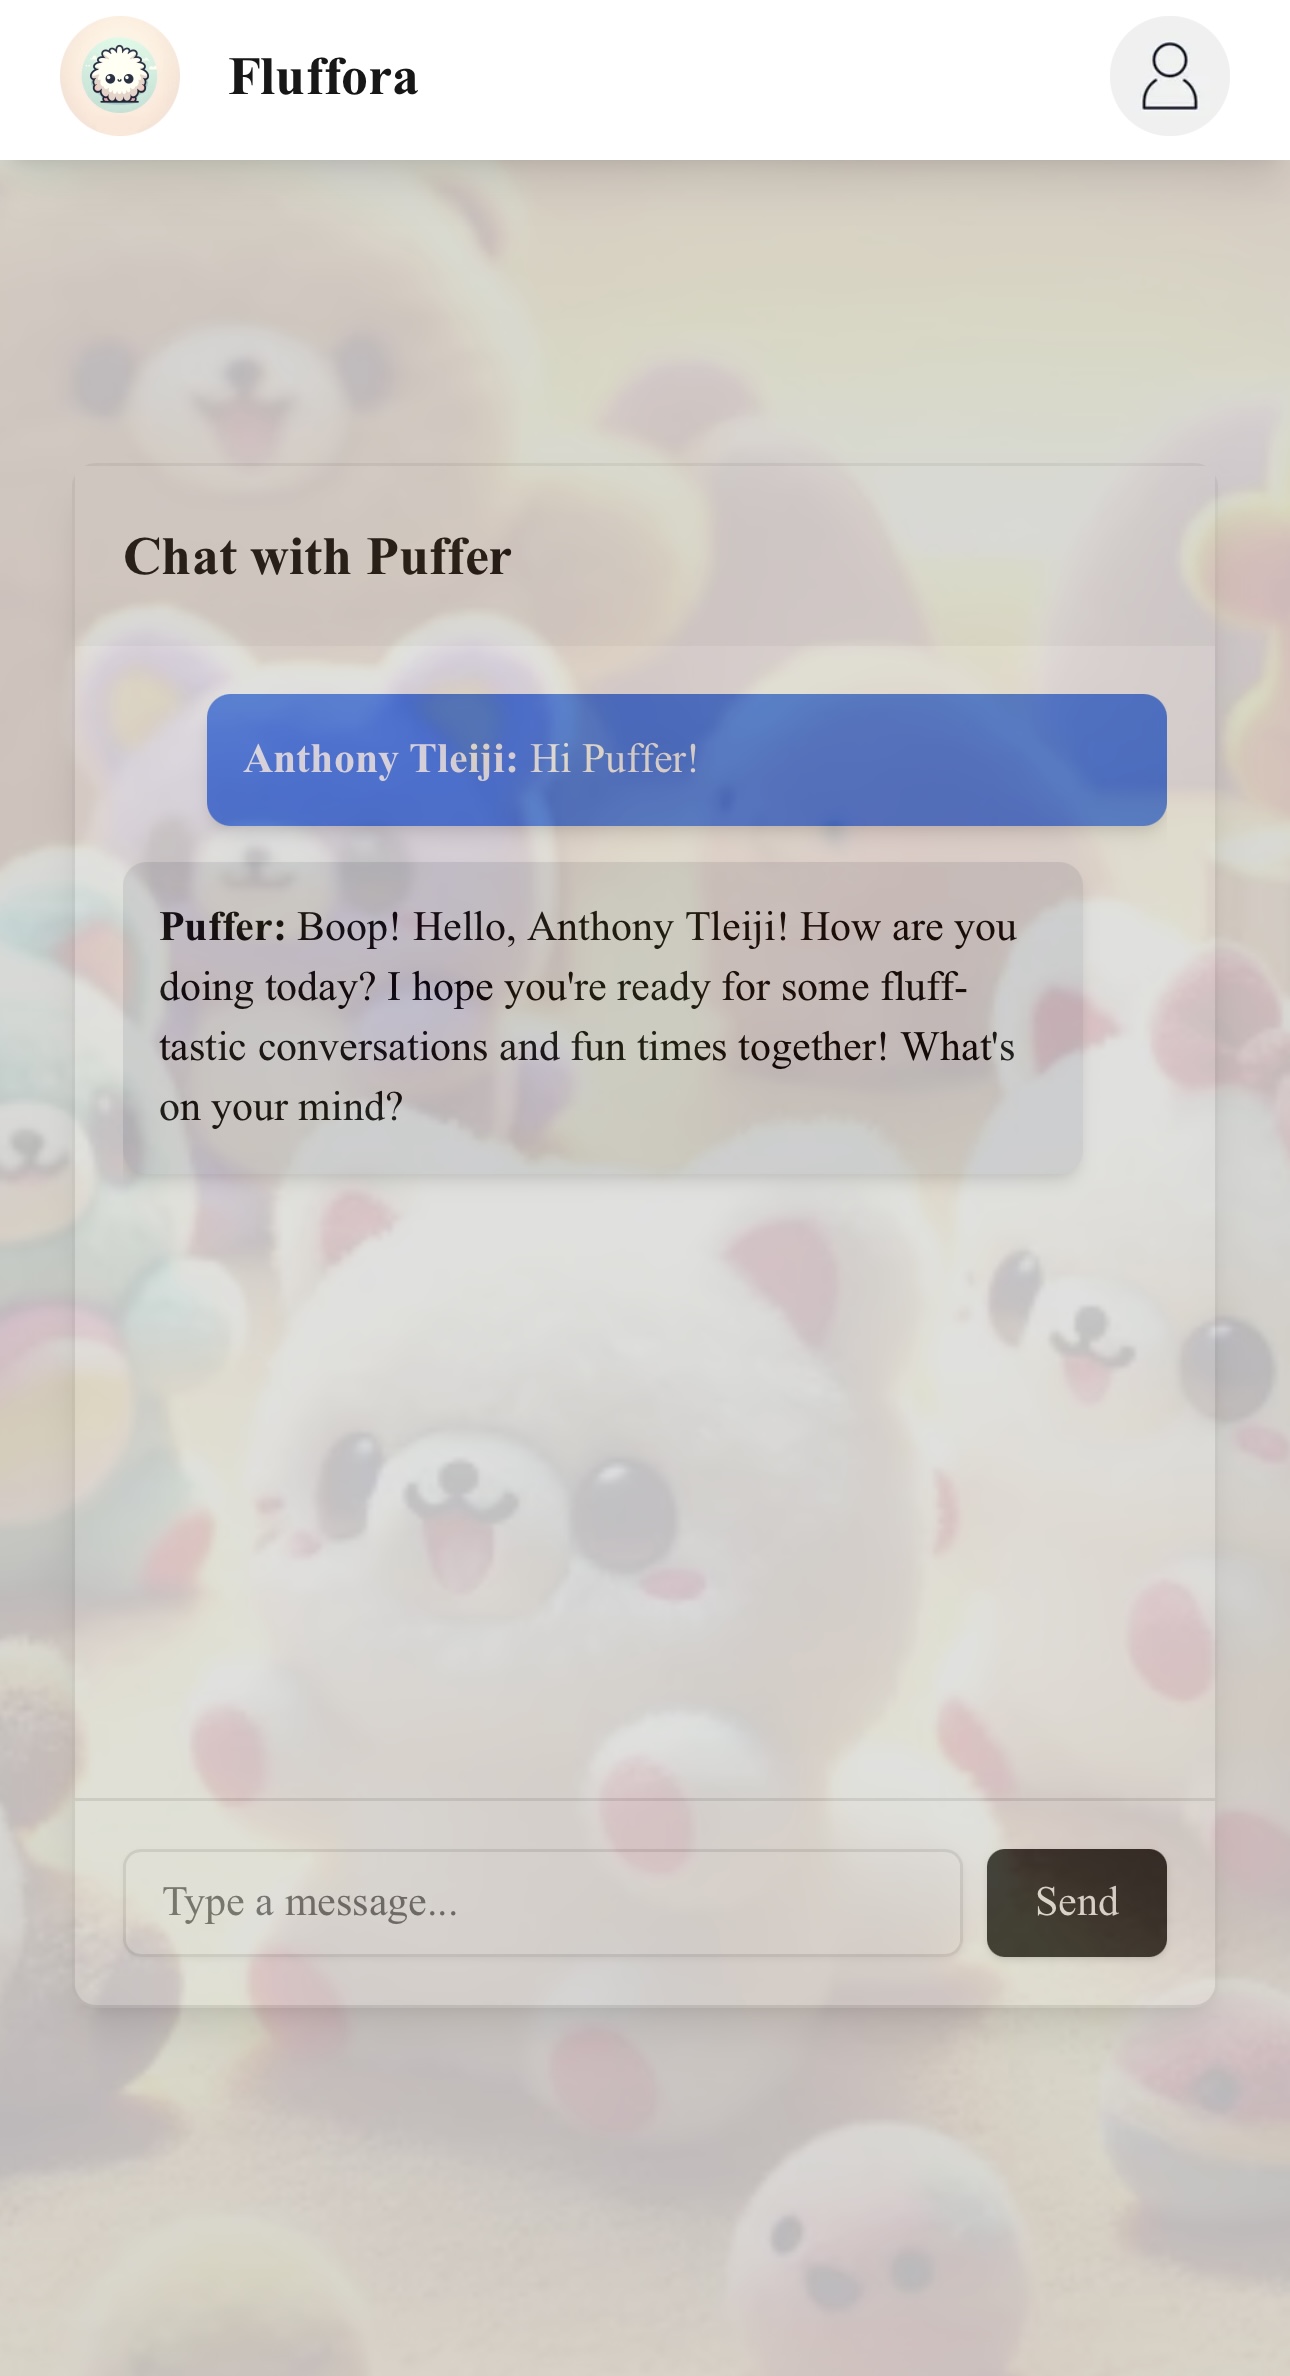 Fluffora
Chat with Puffer
Anthony Tleiji: Hi Puffer!
Puffer: Boop! Hello, Anthony Tleiji! How are you
doing today? I hope you're ready for some fluff-
tastic conversations and fun times together! What's
on your mind?
Type a message...
Send